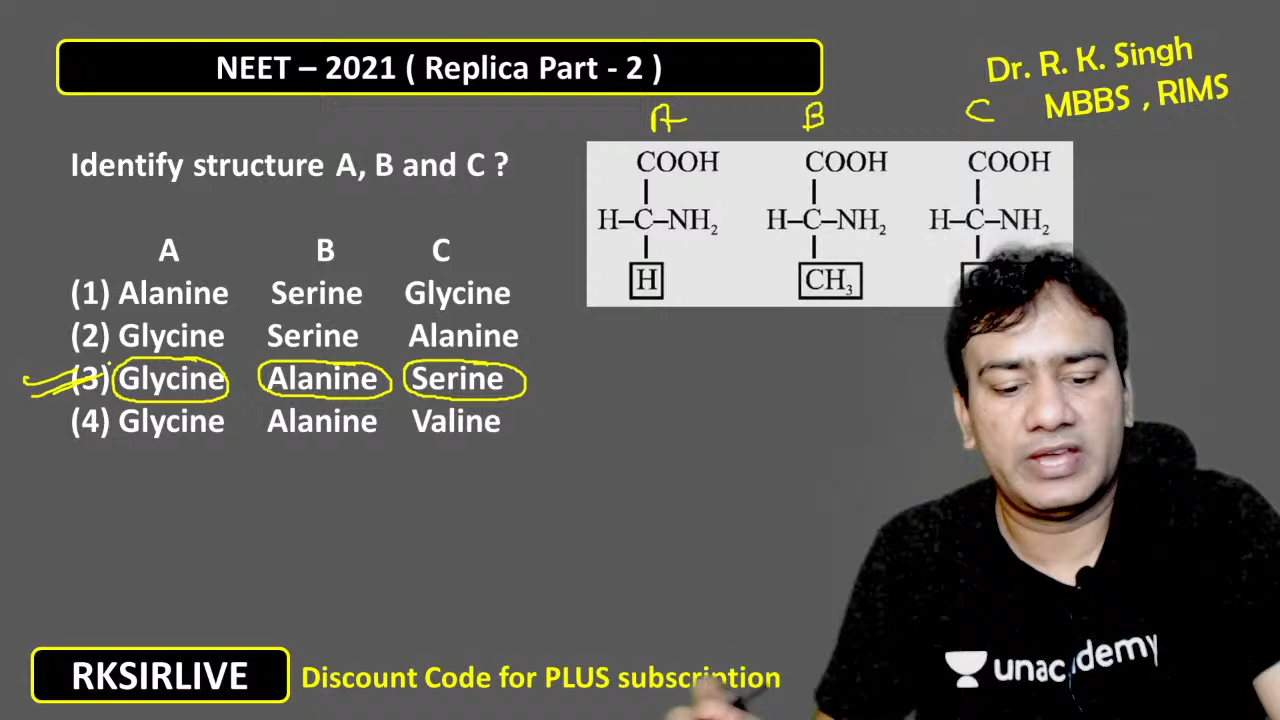 NEET – 2021 ( Replica Part - 2 )
Dr. R. K. Singh
MBBS , RIMS
A B C
Identify structure A, B and C ?
COOH COOH COOH
H–C–NH₂ H–C–NH₂ H–C–NH₂
H CH₃
A B C
(1) Alanine Serine Glycine
(2) Glycine Serine Alanine
(3) Glycine Alanine Serine
(4) Glycine Alanine Valine
unacademy
RKSIRLIVE
Discount Code for PLUS subscription